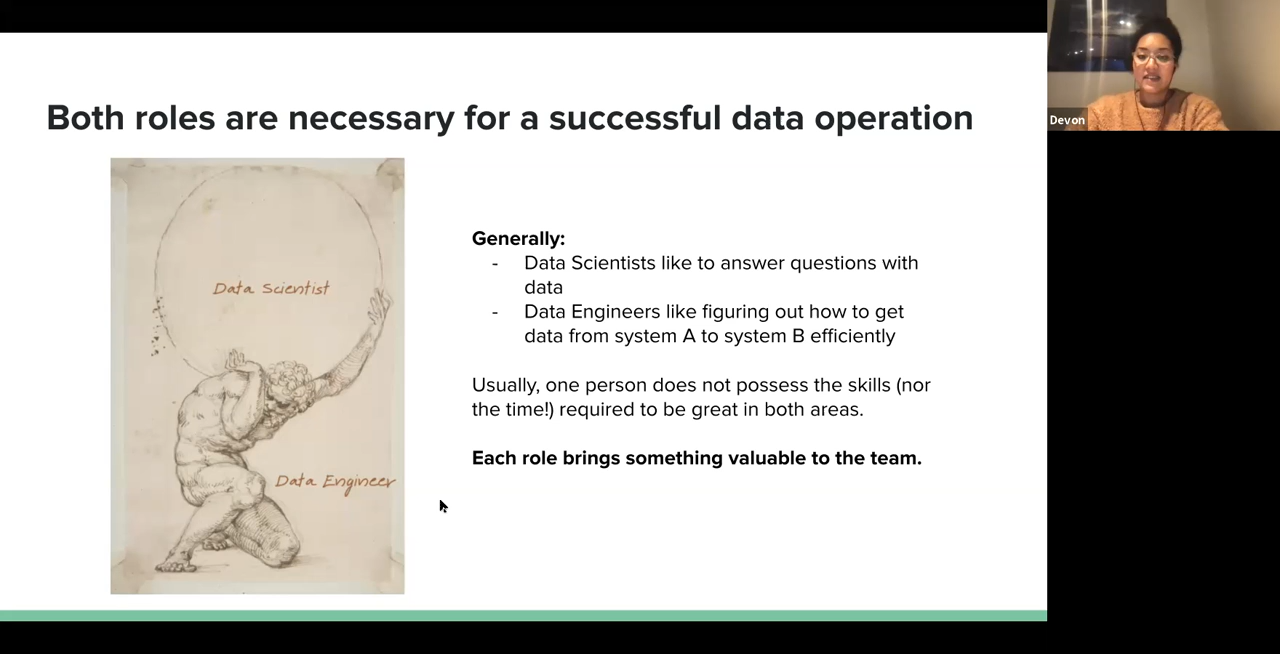 Both roles are necessary for a successful data operation
Data Scientist
Data Engineer
Generally:
- Data Scientists like to answer questions with
data
- Data Engineers like figuring out how to get
data from system A to system B efficiently
Usually, one person does not possess the skills (nor
the time!) required to be great in both areas.
Each role brings something valuable to the team.
Devon